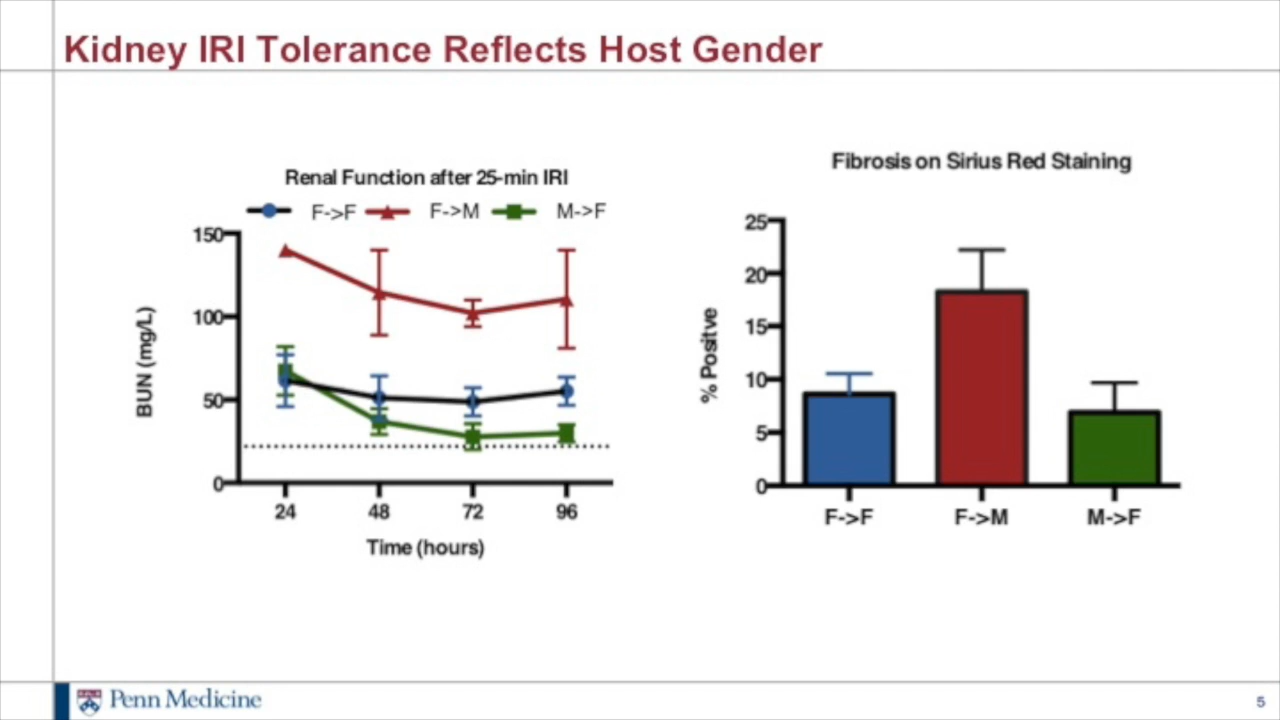 Kidney IRI Tolerance Reflects Host Gender
Renal Function after 25-min IRI
F->F F->M M->F
150
100
50
0
BUN (mg/L)
24 48 72 96
Time (hours)
Fibrosis on Sirius Red Staining
25
20
15
10
5
0
% Positve
F->F F->M M->F
Penn Medicine
5